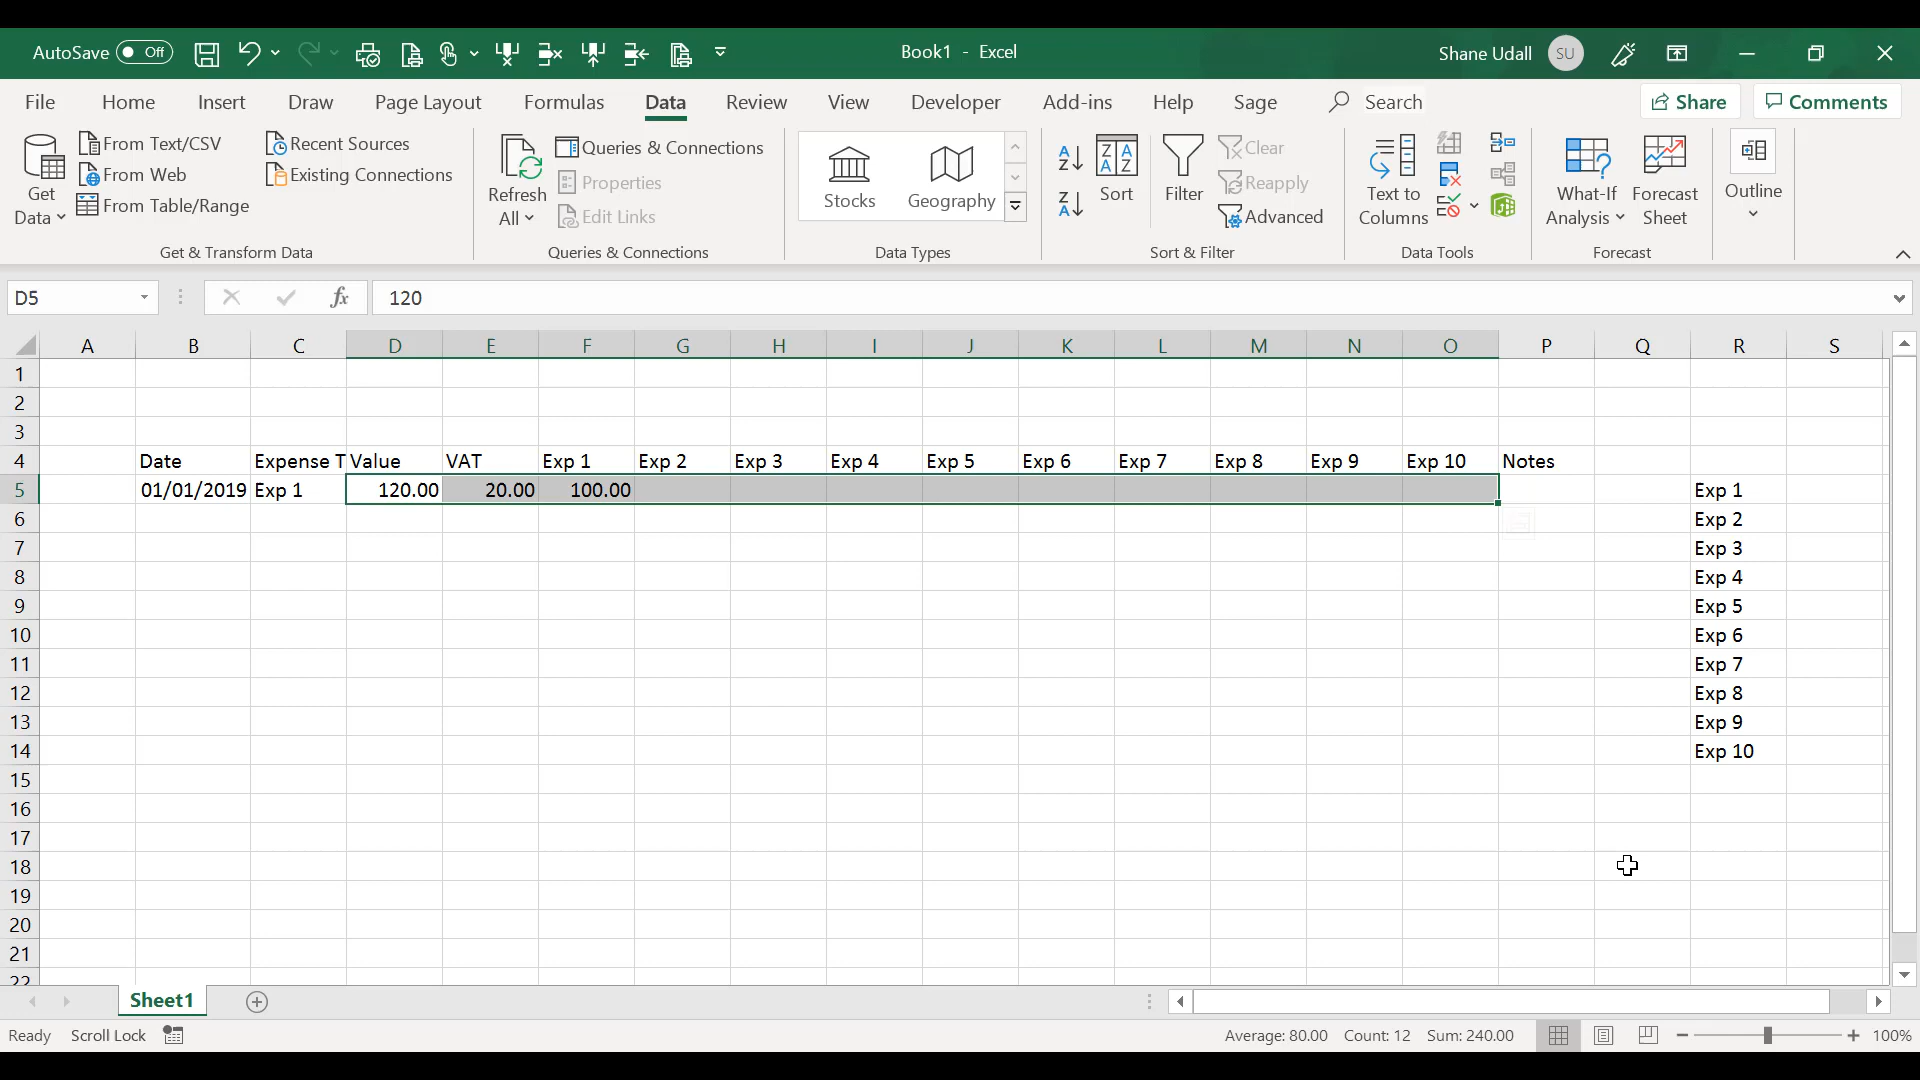 AutoSave Off Book1 - Excel Shane Udall SU
File Home Insert Draw Page Layout Formulas Data Review View Developer Add-ins Help Sage Search Share Comments
From Text/CSV Recent Sources Queries & Connections Clear
From Web Existing Connections Properties Reapply
From Table/Range Edit Links Advanced
Get Data Refresh All Stocks Geography Sort Filter Text to Columns What-If Analysis Forecast Sheet Outline
Get & Transform Data Queries & Connections Data Types Sort & Filter Data Tools Forecast
D5 fx 120
A B C D E F G H I J K L M N O P Q R S
1
2
3
4 Date Expense T Value VAT Exp 1 Exp 2 Exp 3 Exp 4 Exp 5 Exp 6 Exp 7 Exp 8 Exp 9 Exp 10 Notes
5 01/01/2019 Exp 1 120.00 20.00 100.00 Exp 1
6 Exp 2
7 Exp 3
8 Exp 4
9 Exp 5
10 Exp 6
11 Exp 7
12 Exp 8
13 Exp 9
14 Exp 10
15
16
17
18
19
20
21
22
Sheet1
Ready Scroll Lock Average: 80.00 Count: 12 Sum: 240.00 100%